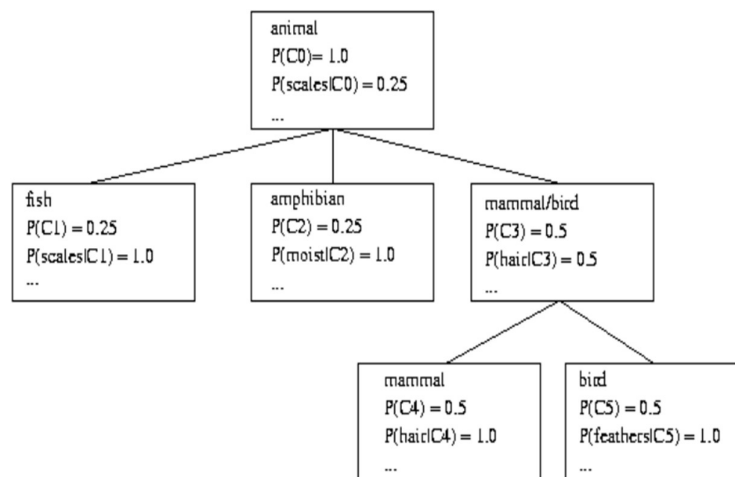 animal
P(C0)= 1.0
P(scales|C0) = 0.25
...
fish
P(C1) = 0.25
P(scales|C1) = 1.0
...
amphibian
P(C2) = 0.25
P(moist|C2) = 1.0
...
mammal/bird
P(C3) = 0.5
P(hair|C3) = 0.5
...
mammal
P(C4) = 0.5
P(hair|C4) = 1.0
...
bird
P(C5) = 0.5
P(feathers|C5) = 1.0
...